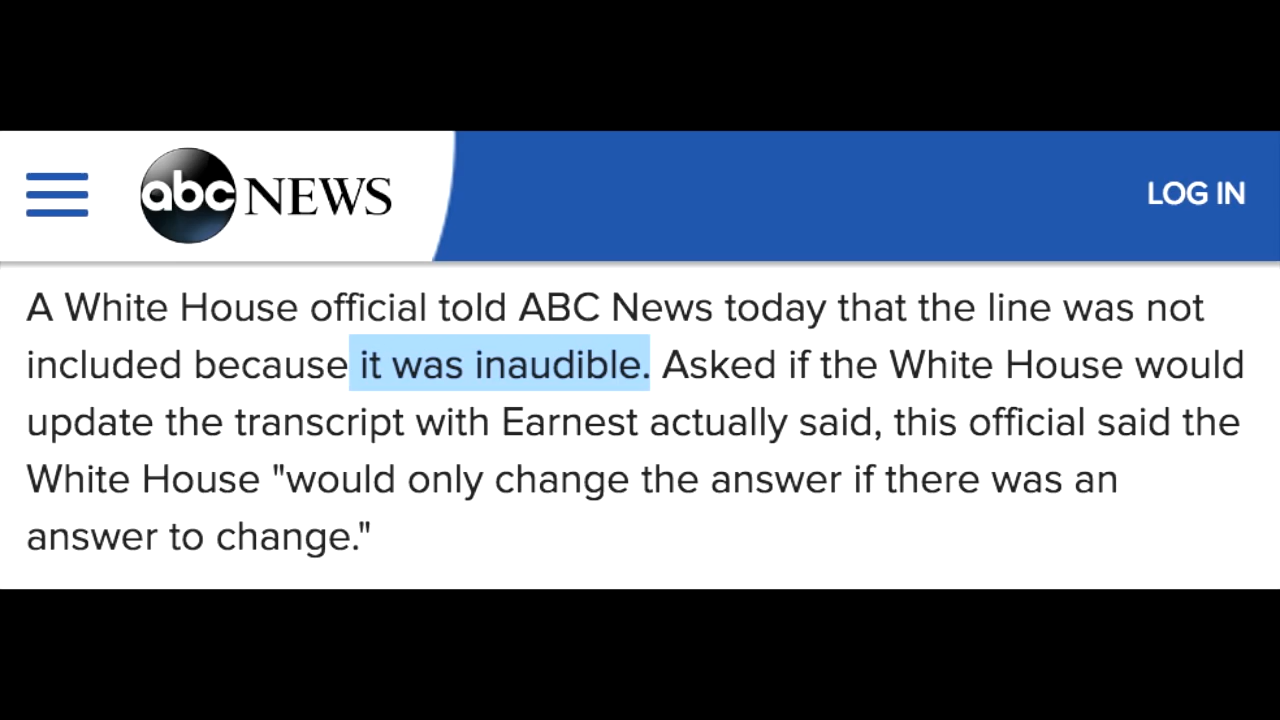 abc NEWS
LOG IN
A White House official told ABC News today that the line was not
included because it was inaudible. Asked if the White House would
update the transcript with Earnest actually said, this official said the
White House "would only change the answer if there was an
answer to change."